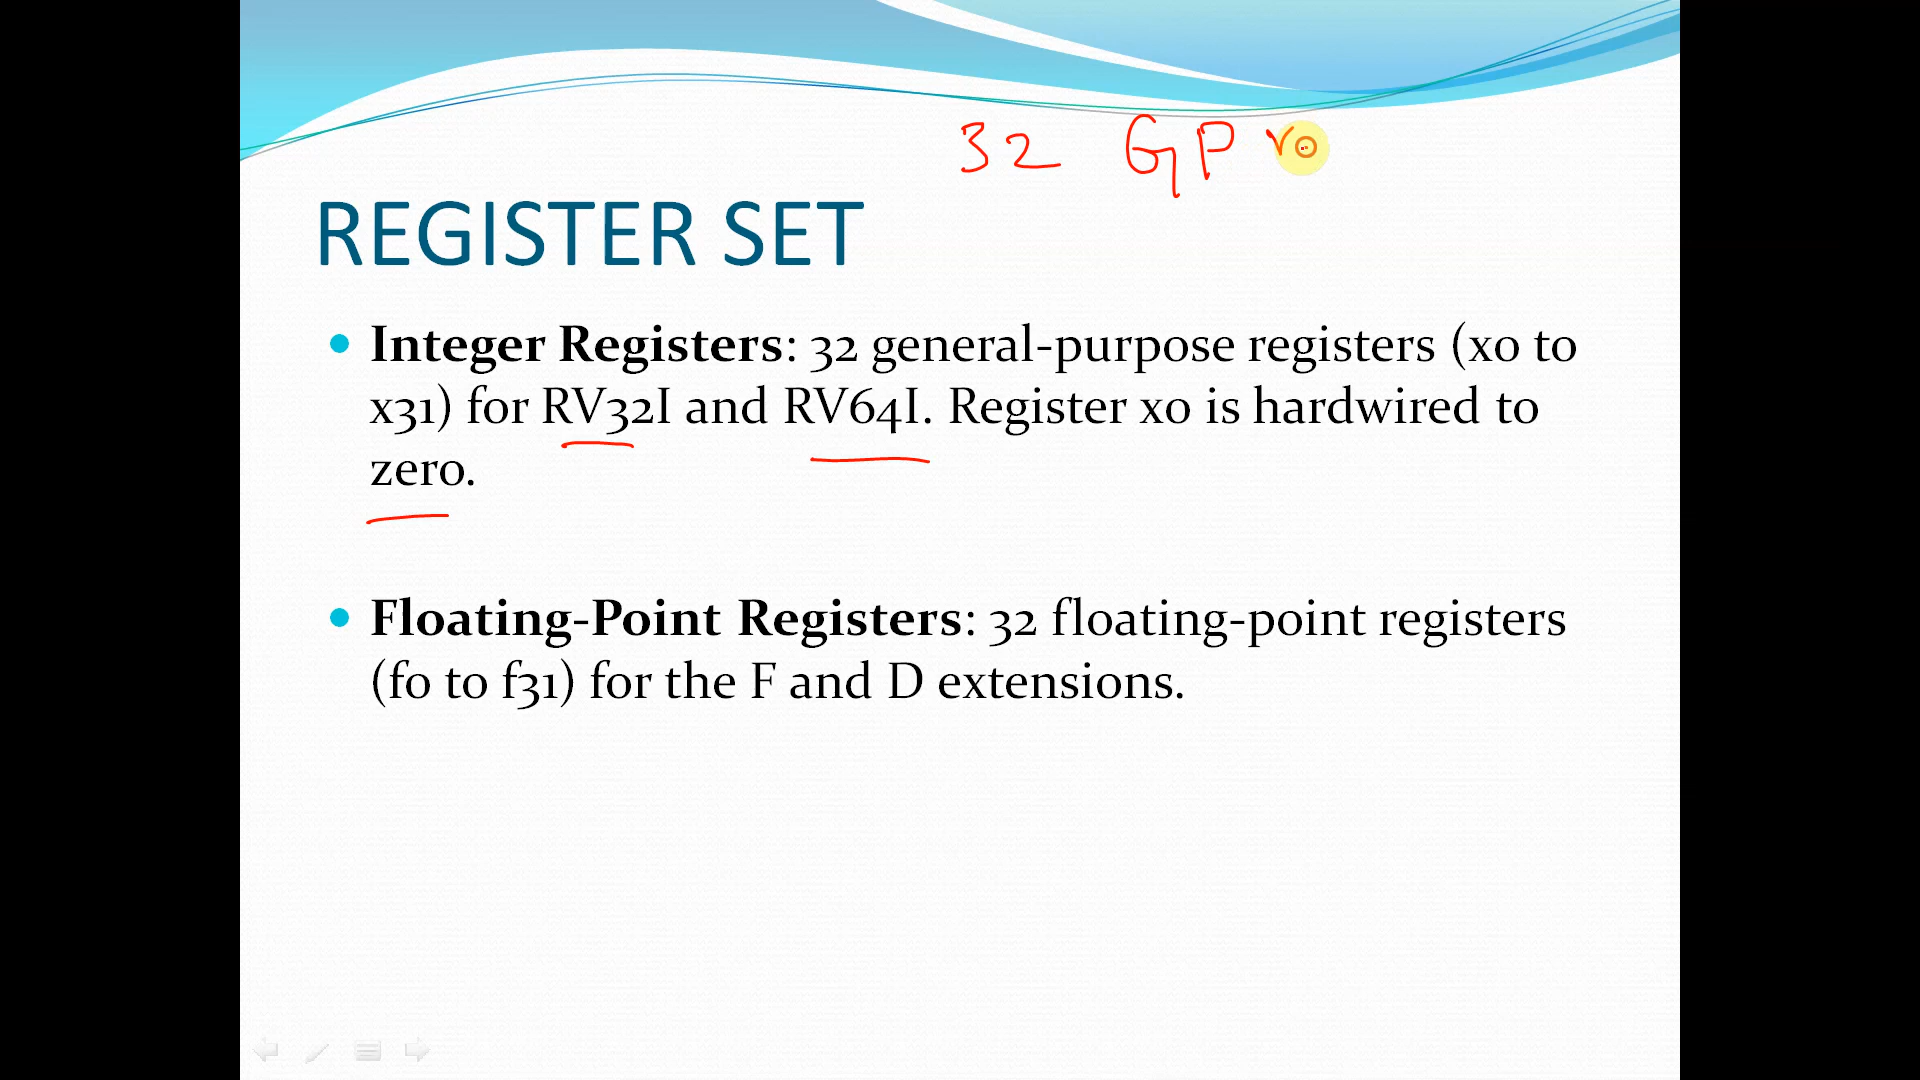 32 GP
REGISTER SET
• Integer Registers: 32 general-purpose registers (x0 to
x31) for RV32I and RV64I. Register x0 is hardwired to
zero.
• Floating-Point Registers: 32 floating-point registers
(f0 to f31) for the F and D extensions.